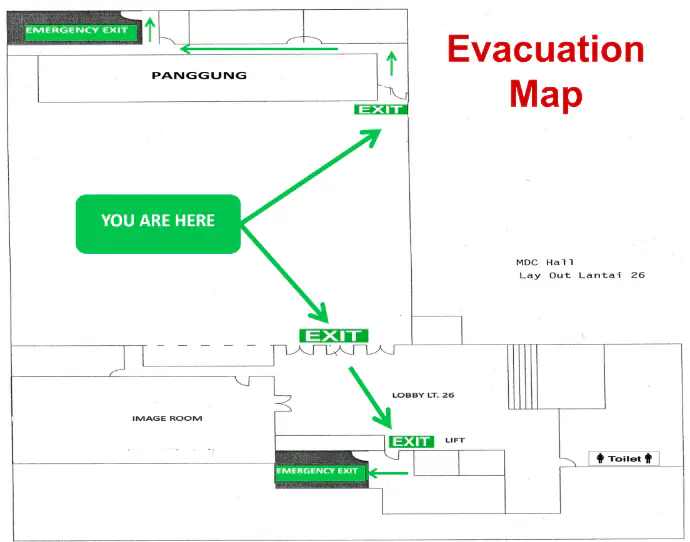 EMERGENCY EXIT
Evacuation
Map
PANGGUNG
EXIT
YOU ARE HERE
MDC Hall
Lay Out Lantai 26
EXIT
LOBBY LT. 26
IMAGE ROOM
EXIT
LIFT
EMERGENCY EXIT
Toilet